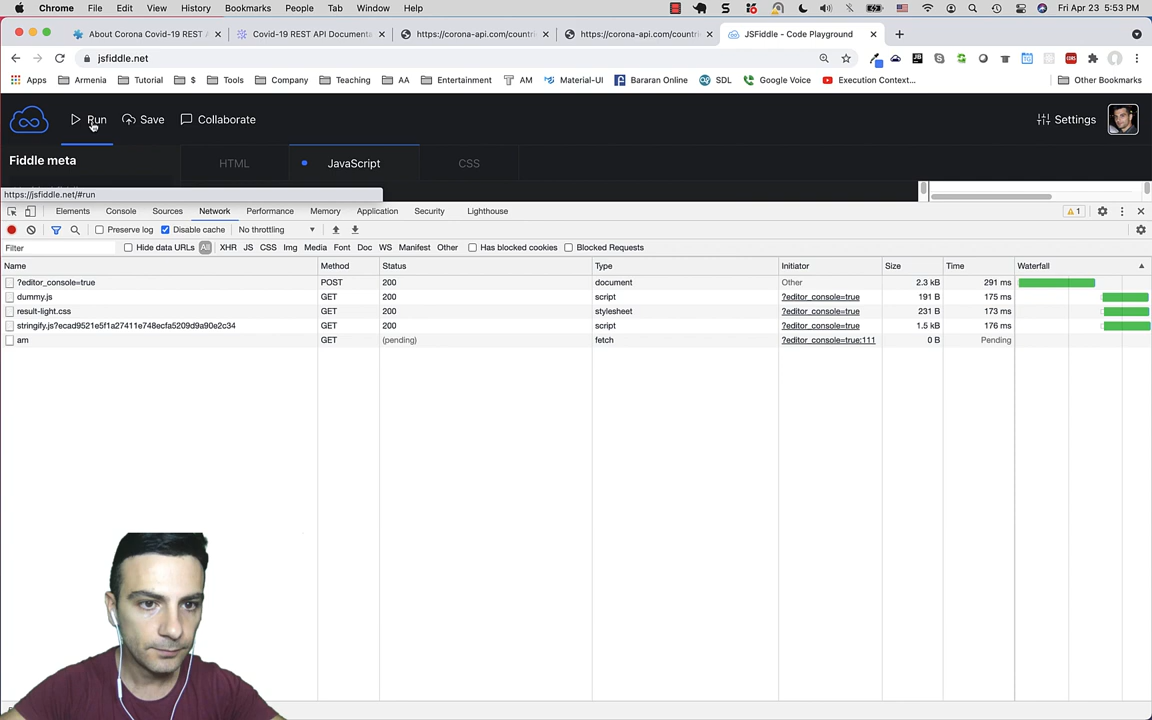 Chrome File Edit View History Bookmarks People Tab Window Help Fri Apr 23 5:53 PM
About Corona Covid-19 REST A Covid-19 REST API Documenta https://corona-api.com/countri https://corona-api.com/countri JSFiddle - Code Playground
jsfiddle.net
Apps Armenia Tutorial $ Tools Company Teaching AA Entertainment AM Material-UI Bararan Online SDL Google Voice Execution Context... Other Bookmarks
Run Save Collaborate Settings
Fiddle meta HTML JavaScript CSS
https://jsfiddle.net/#run
Elements Console Sources Network Performance Memory Application Security Lighthouse 1
Preserve log Disable cache No throttling
Filter Hide data URLs All XHR JS CSS Img Media Font Doc WS Manifest Other Has blocked cookies Blocked Requests
Name Method Status Type Initiator Size Time Waterfall
?editor_console=true POST 200 document Other 2.3 kB 291 ms
dummy.js GET 200 script ?editor_console=true 191 B 175 ms
result-light.css GET 200 stylesheet ?editor_console=true 231 B 173 ms
stringify.js?ecad9521e5f1a27411e748ecfa5209d9a90e2c34 GET 200 script ?editor_console=true 1.5 kB 176 ms
am GET (pending) fetch ?editor_console=true:111 0 B Pending